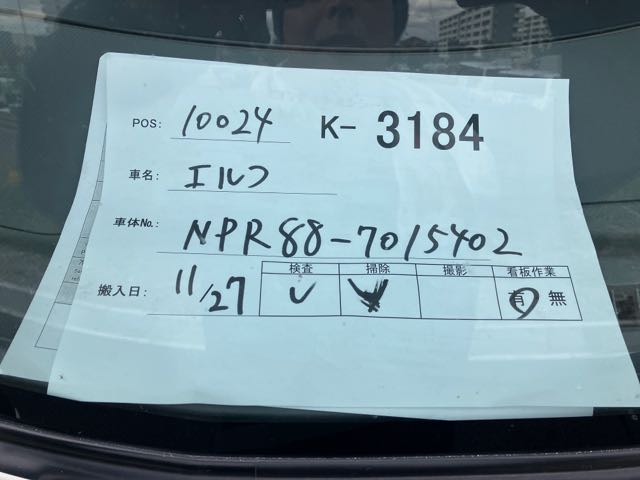 POS: 10024 K- 3184
車名: エルフ
車体No.: NPR88-7015402
検査 掃除 撮影 看板作業
搬入日: 11/27 有 無